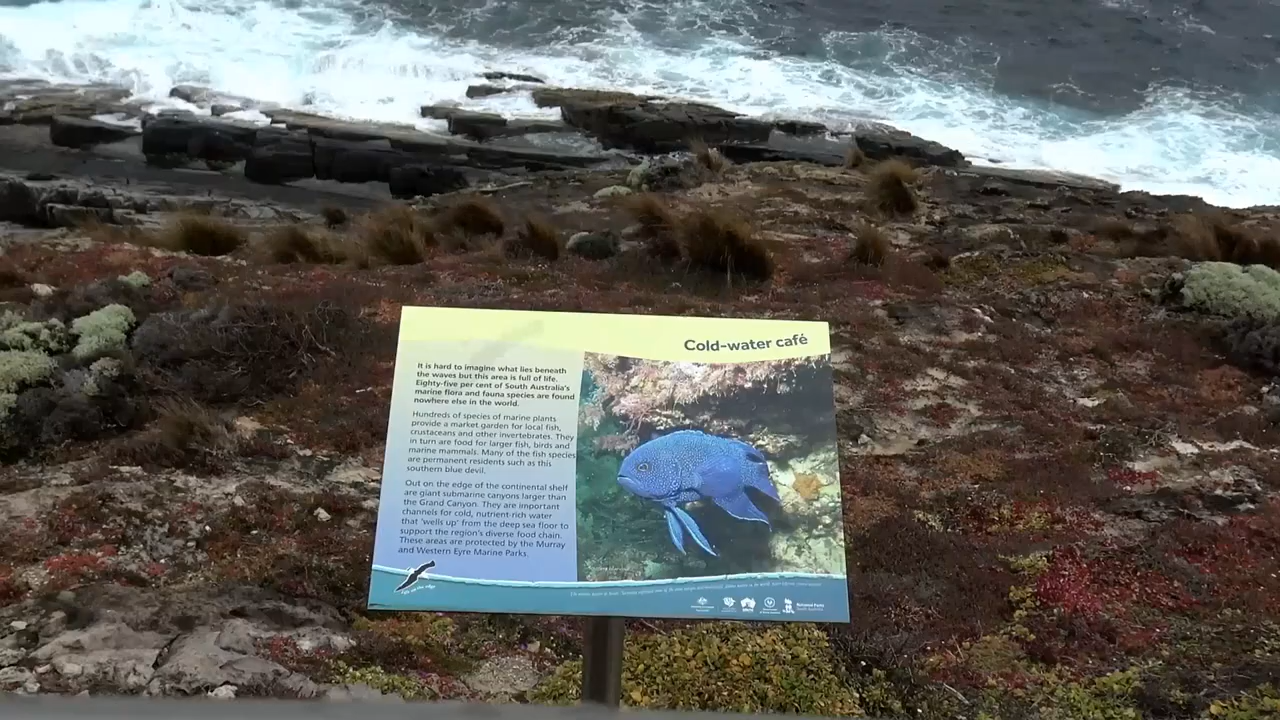 Cold-water café
It is hard to imagine what lies beneath
the waves but this area is full of life.
Eighty-five per cent of South Australia's
marine flora and fauna species are found
nowhere else in the world.
Hundreds of species of marine plants
provide a market garden for local fish,
crustaceans and other invertebrates. They
in turn are food for larger fish, birds and
marine mammals. Many of the fish species
are permanent residents such as this
southern blue devil.
Out on the edge of the continental shelf
are giant submarine canyons larger than
the Grand Canyon. They are important
channels for cold, nutrient-rich water
that 'wells up' from the deep sea floor to
support the region's diverse food chain.
These areas are protected by the Murray
and Western Eyre Marine Parks.
National Parks
South Australia